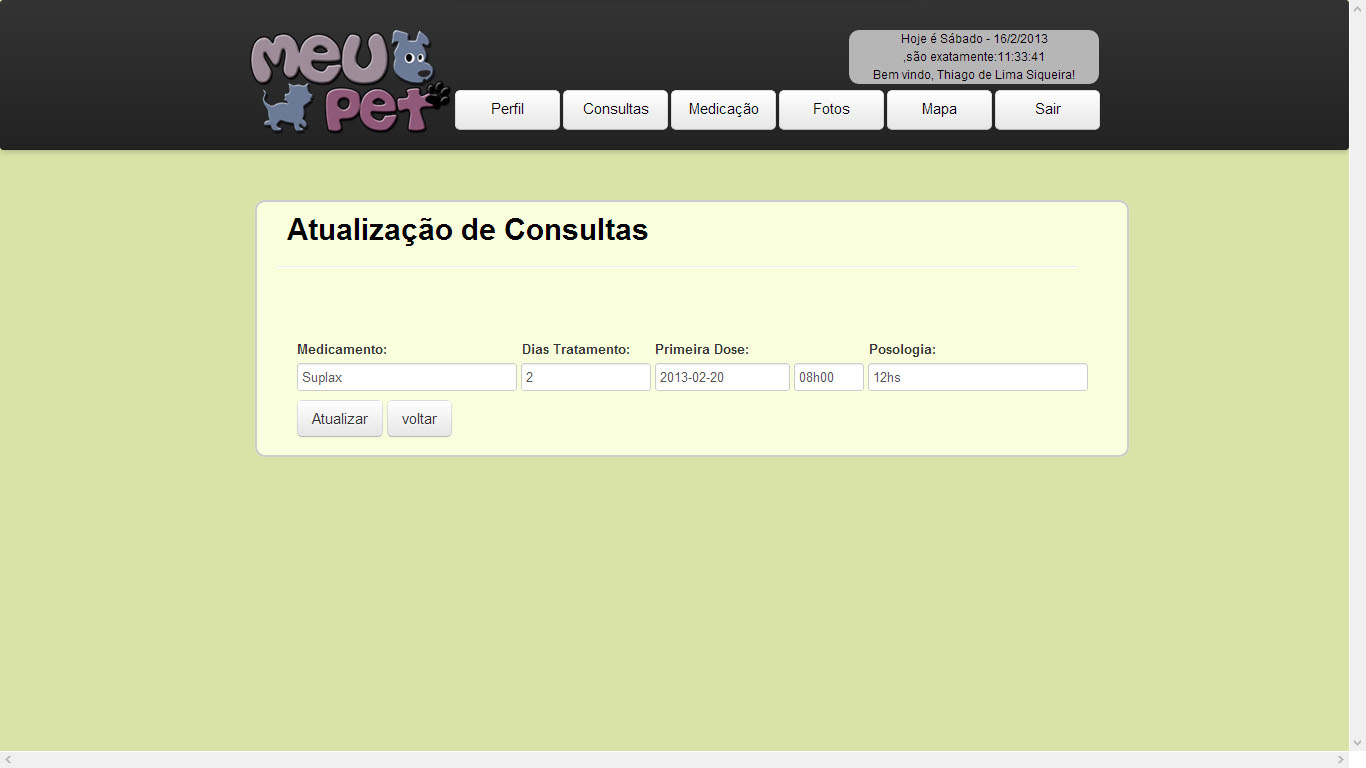 meu pet
Hoje é Sábado - 16/2/2013
,são exatamente:11:33:41
Bem vindo, Thiago de Lima Siqueira!
Perfil Consultas Medicação Fotos Mapa Sair
Atualização de Consultas
Medicamento: Dias Tratamento: Primeira Dose: Posologia:
Suplax 2 2013-02-20 08h00 12hs
Atualizar voltar